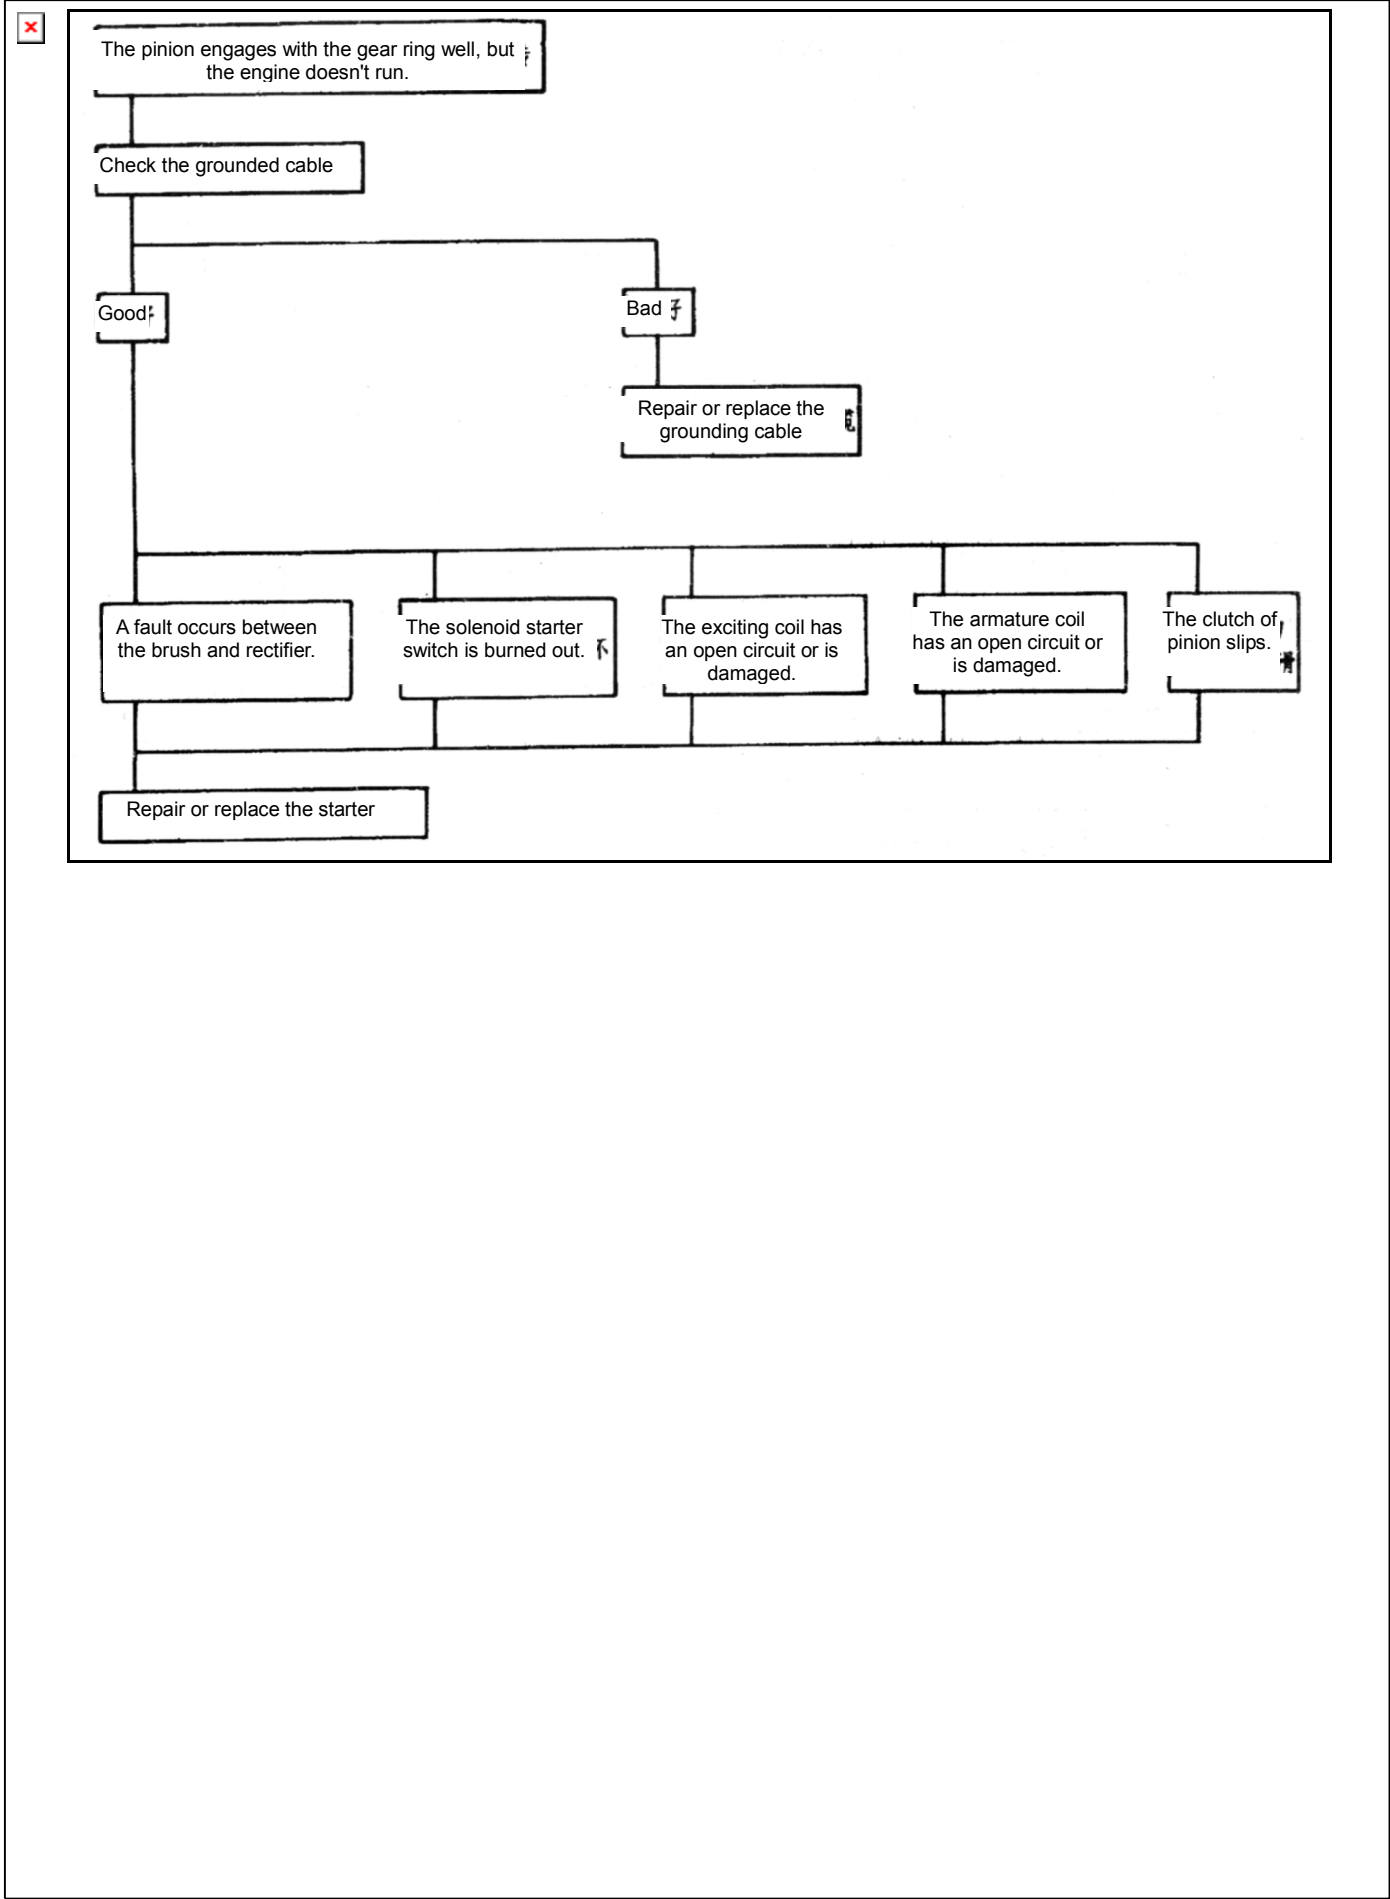 The pinion engages with the gear ring well, but
the engine doesn't run.
Check the grounded cable
Good
Bad
Repair or replace the
grounding cable
A fault occurs between
the brush and rectifier.
The solenoid starter
switch is burned out.
The exciting coil has
an open circuit or is
damaged.
The armature coil
has an open circuit or
is damaged.
The clutch of
pinion slips.
Repair or replace the starter